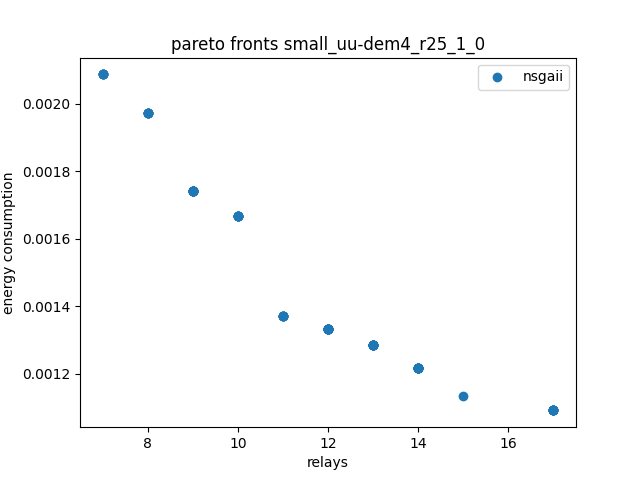 pareto fronts small_uu-dem4_r25_1_0
nsgaii
energy consumption
0.0020
0.0018
0.0016
0.0014
0.0012
8 10 12 14 16
relays